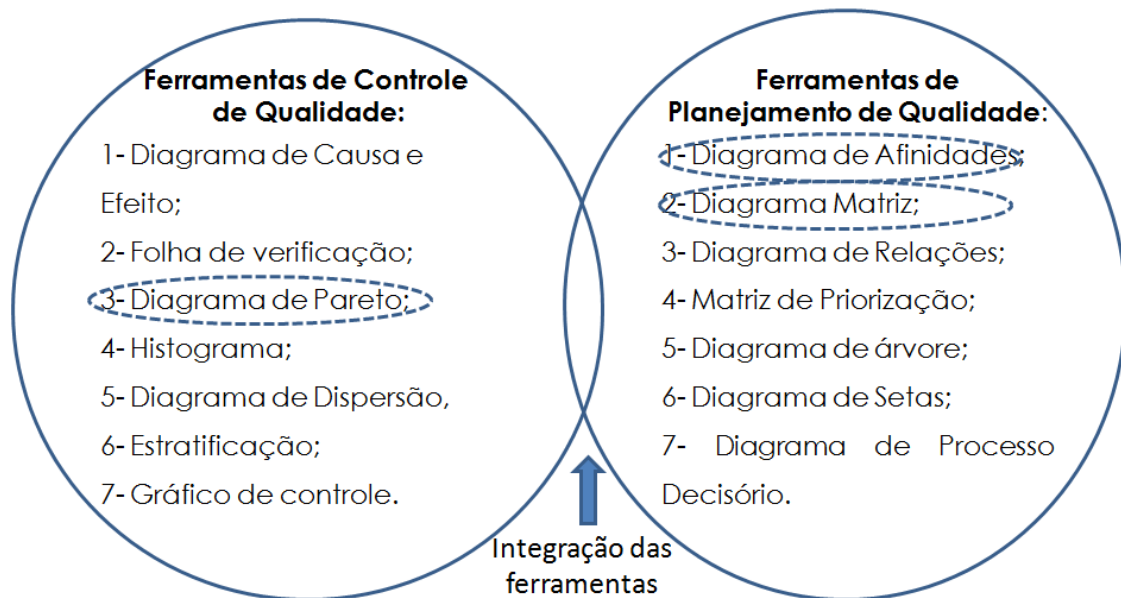 Ferramentas de Controle
de Qualidade:
1- Diagrama de Causa e
Efeito;
2- Folha de verificação;
3- Diagrama de Pareto;
4- Histograma;
5- Diagrama de Dispersão,
6- Estratificação;
7- Gráfico de controle.
Ferramentas de
Planejamento de Qualidade:
1- Diagrama de Afinidades;
2- Diagrama Matriz;
3- Diagrama de Relações;
4- Matriz de Priorização;
5- Diagrama de árvore;
6- Diagrama de Setas;
7- Diagrama de Processo
Decisório.
Integração das
ferramentas